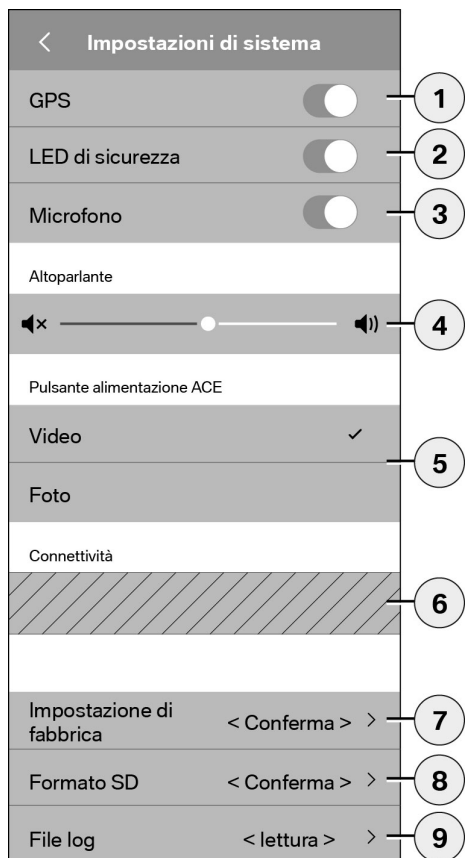 Impostazioni di sistema
GPS
1
LED di sicurezza
2
Microfono
3
Altoparlante
4
Pulsante alimentazione ACE
Video
5
Foto
Connettività
6
Impostazione di
fabbrica
< Conferma >
7
Formato SD
< Conferma >
8
File log
< lettura >
9